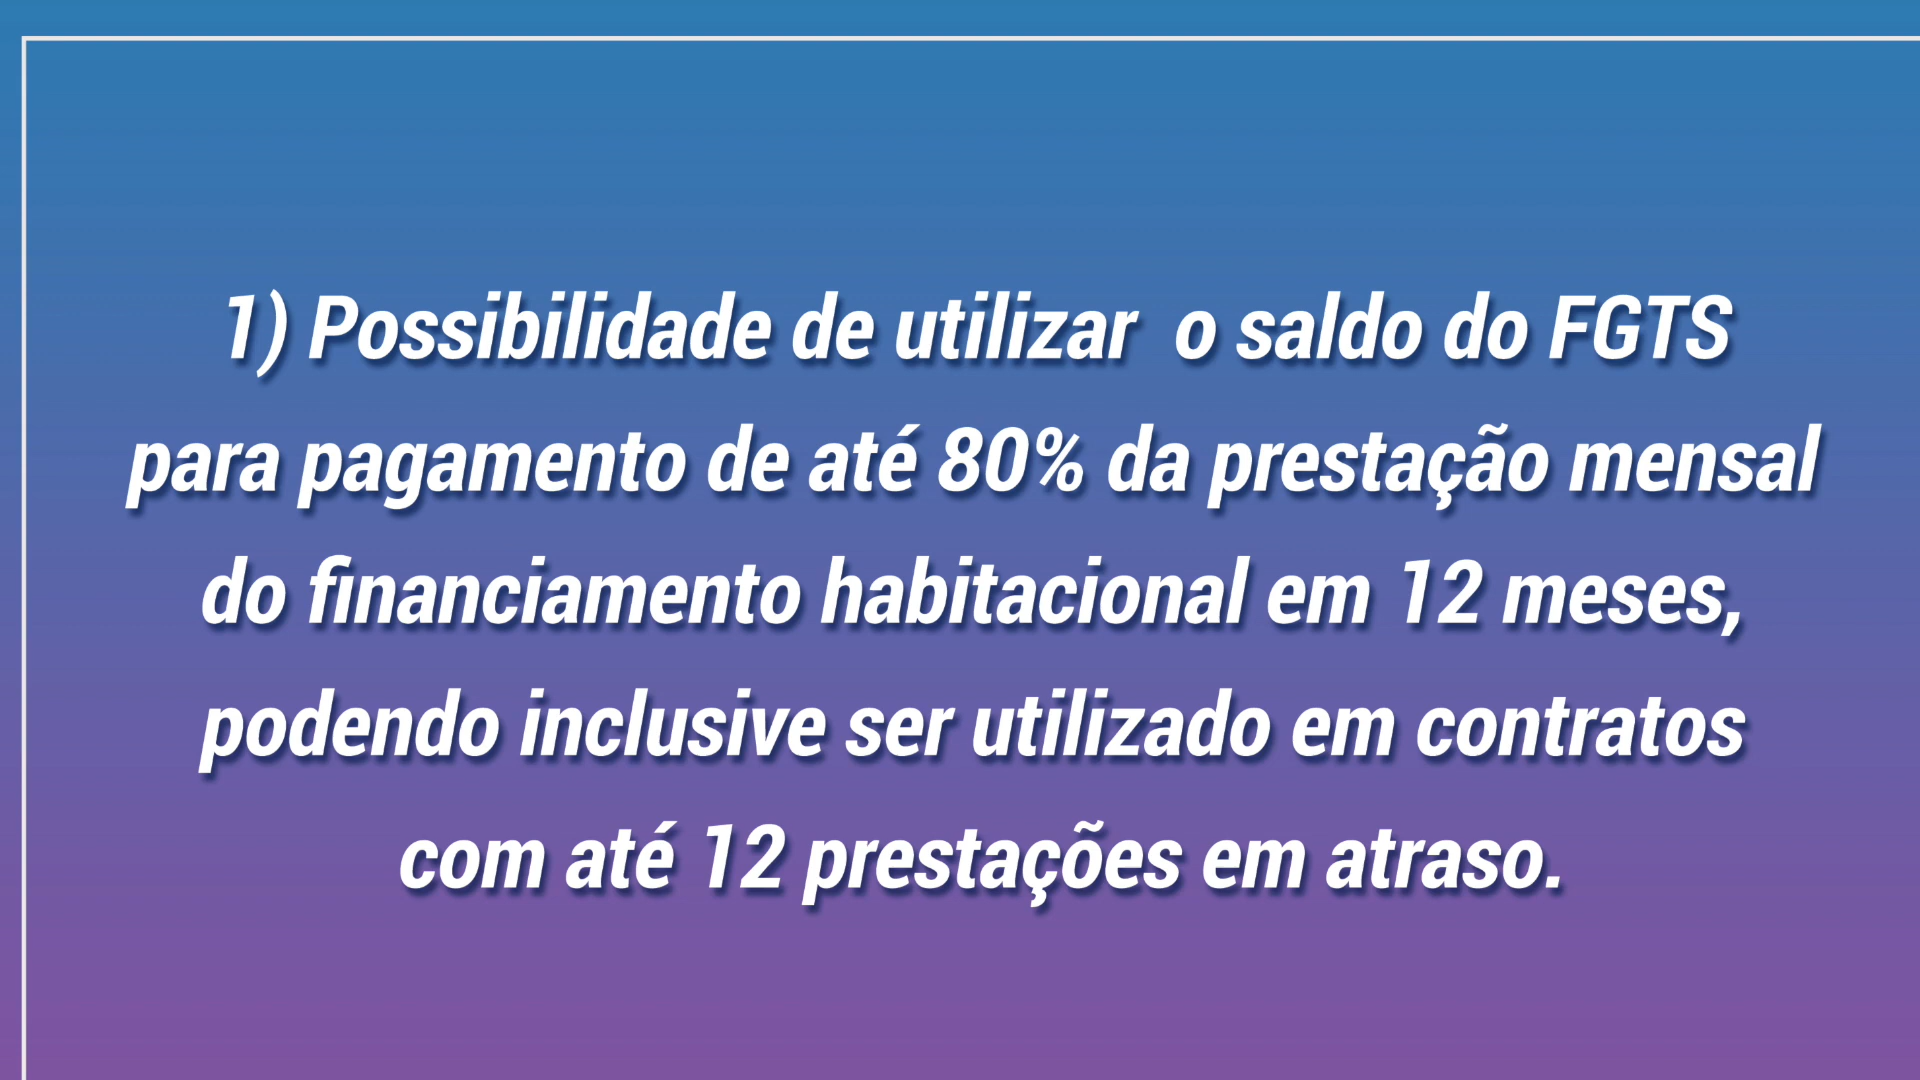 1) Possibilidade de utilizar  o saldo do FGTS
para pagamento de até 80% da prestação mensal
do financiamento habitacional em 12 meses,
podendo inclusive ser utilizado em contratos
com até 12 prestações em atraso.